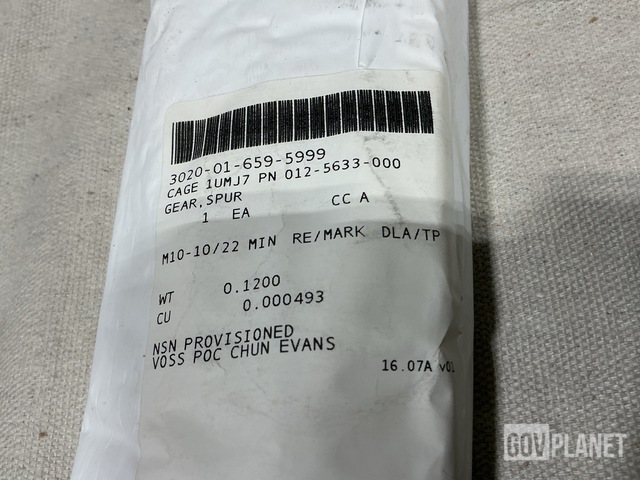 3020-01-659-5999
CAGE 1UMJ7 PN 012-5633-000
GEAR,SPUR
1 EA CC A
M10-10/22 MIN RE/MARK DLA/TP
WT 0.1200
CU 0.000493
NSN PROVISIONED
VOSS POC CHUN EVANS
16.07A v01
GOVPLANET